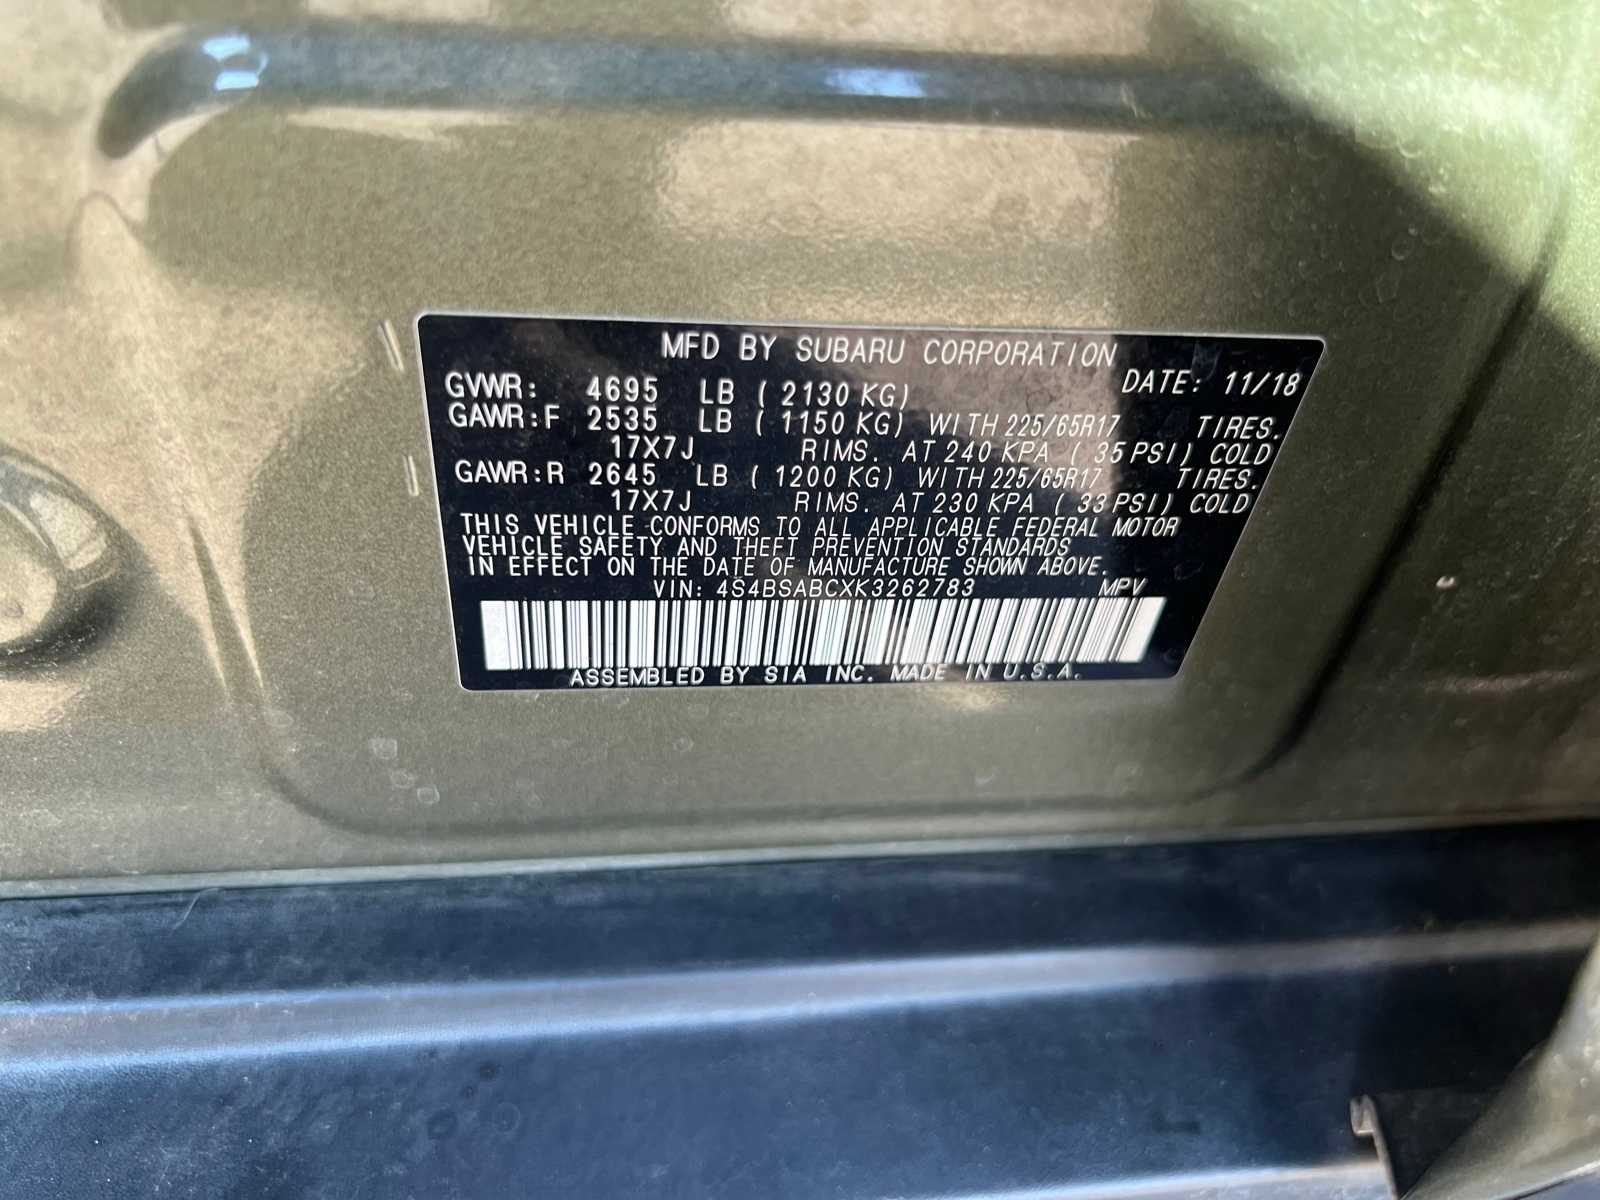 MFD BY SUBARU CORPORATION
GVWR: 4695 LB ( 2130 KG) DATE: 11/18
GAWR:F 2535 LB ( 1150 KG) WITH 225/65R17 TIRES.
17X7J RIMS. AT 240 KPA ( 35 PSI) COLD
GAWR:R 2645 LB ( 1200 KG) WITH 225/65R17 TIRES.
17X7J RIMS. AT 230 KPA ( 33 PSI) COLD
THIS VEHICLE CONFORMS TO ALL APPLICABLE FEDERAL MOTOR
VEHICLE SAFETY AND THEFT PREVENTION STANDARDS
IN EFFECT ON THE DATE OF MANUFACTURE SHOWN ABOVE.
VIN: 4S4BSABCXK3262783 MPV
ASSEMBLED BY SIA INC. MADE IN U.S.A.